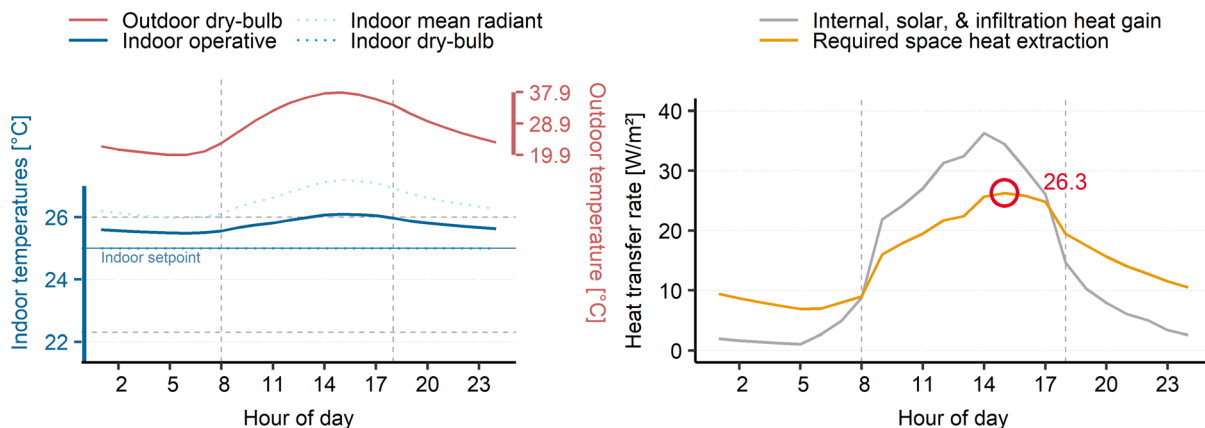 Outdoor dry-bulb
Indoor mean radiant
Indoor operative
Indoor dry-bulb
Indoor temperatures [°C]
26
24
22
Indoor setpoint
37.9
28.9
19.9
Outdoor temperature [°C]
2 5 8 11 14 17 20 23
Hour of day
Internal, solar, & infiltration heat gain
Required space heat extraction
Heat transfer rate [W/m²]
40
30
20
10
0
26.3
2 5 8 11 14 17 20 23
Hour of day